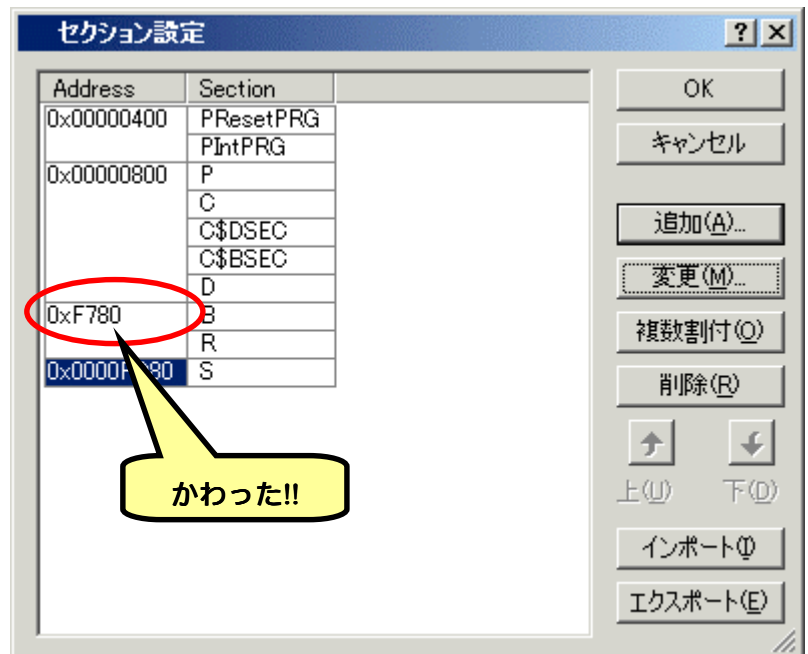 セクション設定
Address Section
0x00000400 PResetPRG
PIntPRG
0x00000800 P
C
C$DSEC
C$BSEC
D
0xF780 B
R
S
かわった!!
OK
キャンセル
追加(A)...
変更(M)...
複数割付(O)
削除(R)
上(U) 下(D)
インポート(I)
エクスポート(E)